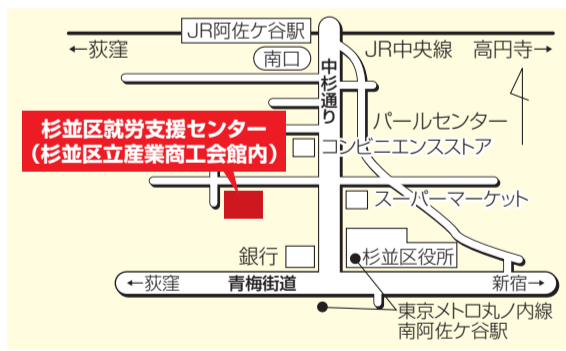 JR阿佐ケ谷駅
←荻窪
JR中央線
高円寺→
南口
中杉通り
パールセンター
杉並区就労支援センター
(杉並区立産業商工会館内)
コンビニエンスストア
スーパーマーケット
銀行
杉並区役所
←荻窪
青梅街道
新宿→
東京メトロ丸ノ内線
南阿佐ケ谷駅